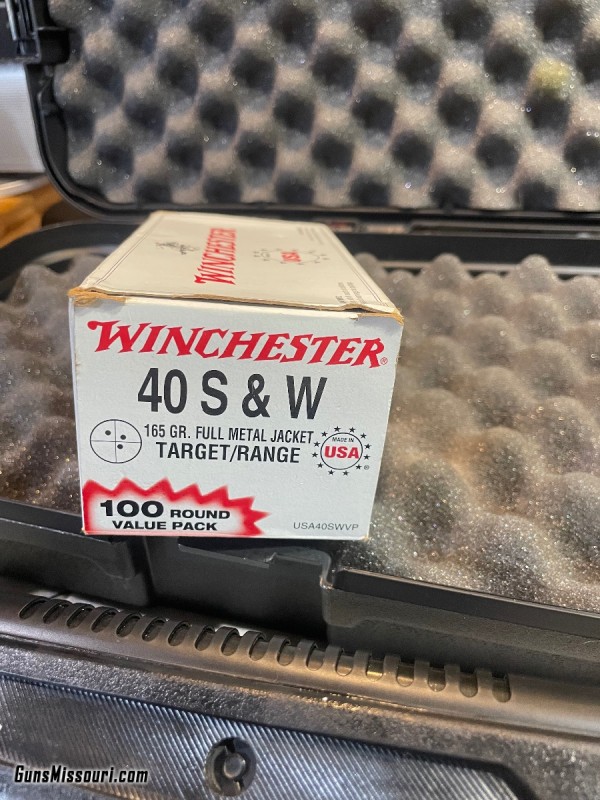 WINCHESTER
USA
WINCHESTER®
40 S & W
165 GR. FULL METAL JACKET
TARGET/RANGE
MADE IN
USA
®
100 ROUND
VALUE PACK
USA40SWVP
GunsMissouri.com